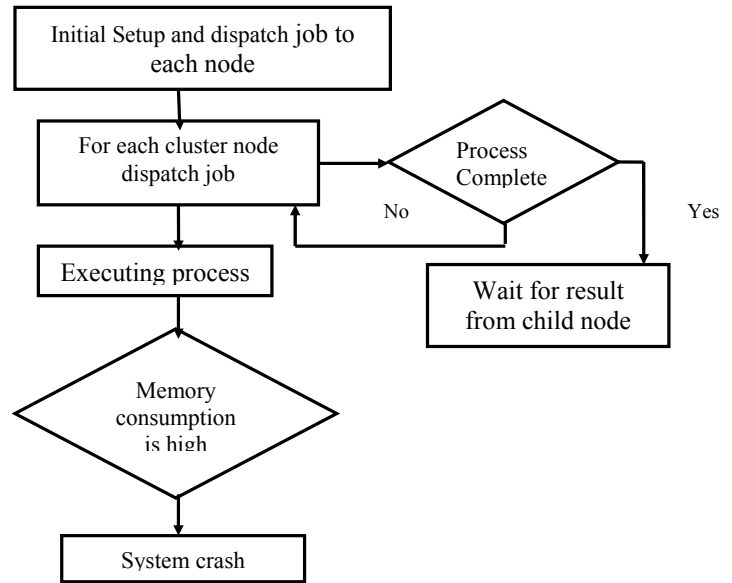 Initial Setup and dispatch job to
each node
For each cluster node
dispatch job
Process
Complete
No
Yes
Executing process
Wait for result
from child node
Memory
consumption
is high
System crash